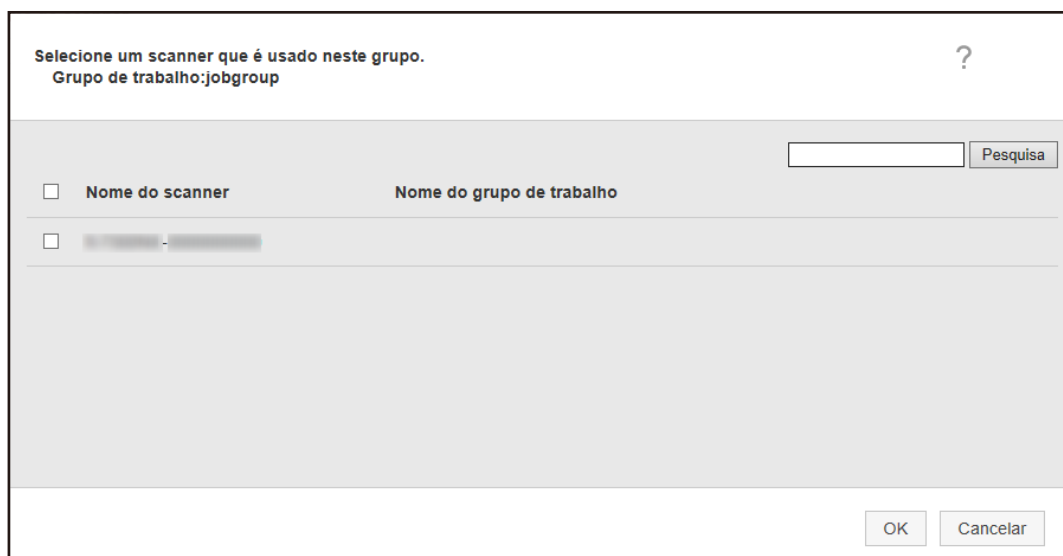 Selecione um scanner que é usado neste grupo.
Grupo de trabalho:jobgroup
?
Pesquisa
Nome do scanner Nome do grupo de trabalho
-
OK Cancelar